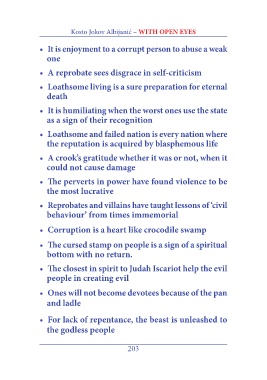 Kosto Jokov Albijanić – WITH OPEN EYES
• It is enjoyment to a corrupt person to abuse a weak
one
• A reprobate sees disgrace in self-criticism
• Loathsome living is a sure preparation for eternal
death
• It is humiliating when the worst ones use the state
as a sign of their recognition
• Loathsome and failed nation is every nation where
the reputation is acquired by blasphemous life
• A crook's gratitude whether it was or not, when it
could not cause damage
• The perverts in power have found violence to be
the most lucrative
• Reprobates and villains have taught lessons of 'civil
behaviour' from times immemorial
• Corruption is a heart like crocodile swamp
• The cursed stamp on people is a sign of a spiritual
bottom with no return.
• The closest in spirit to Judah Iscariot help the evil
people in creating evil
• Ones will not become devotees because of the pan
and ladle
• For lack of repentance, the beast is unleashed to
the godless people
203